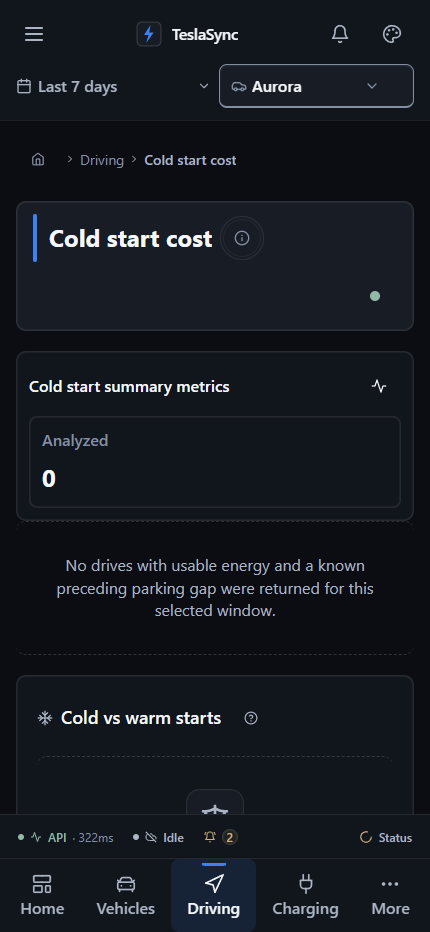 TeslaSync
Last 7 days
Aurora
Driving
Cold start cost
Cold start cost
Cold start summary metrics
Analyzed
0
No drives with usable energy and a known
preceding parking gap were returned for this
selected window.
Cold vs warm starts
API · 322ms
Idle
2
Status
Home
Vehicles
Driving
Charging
More